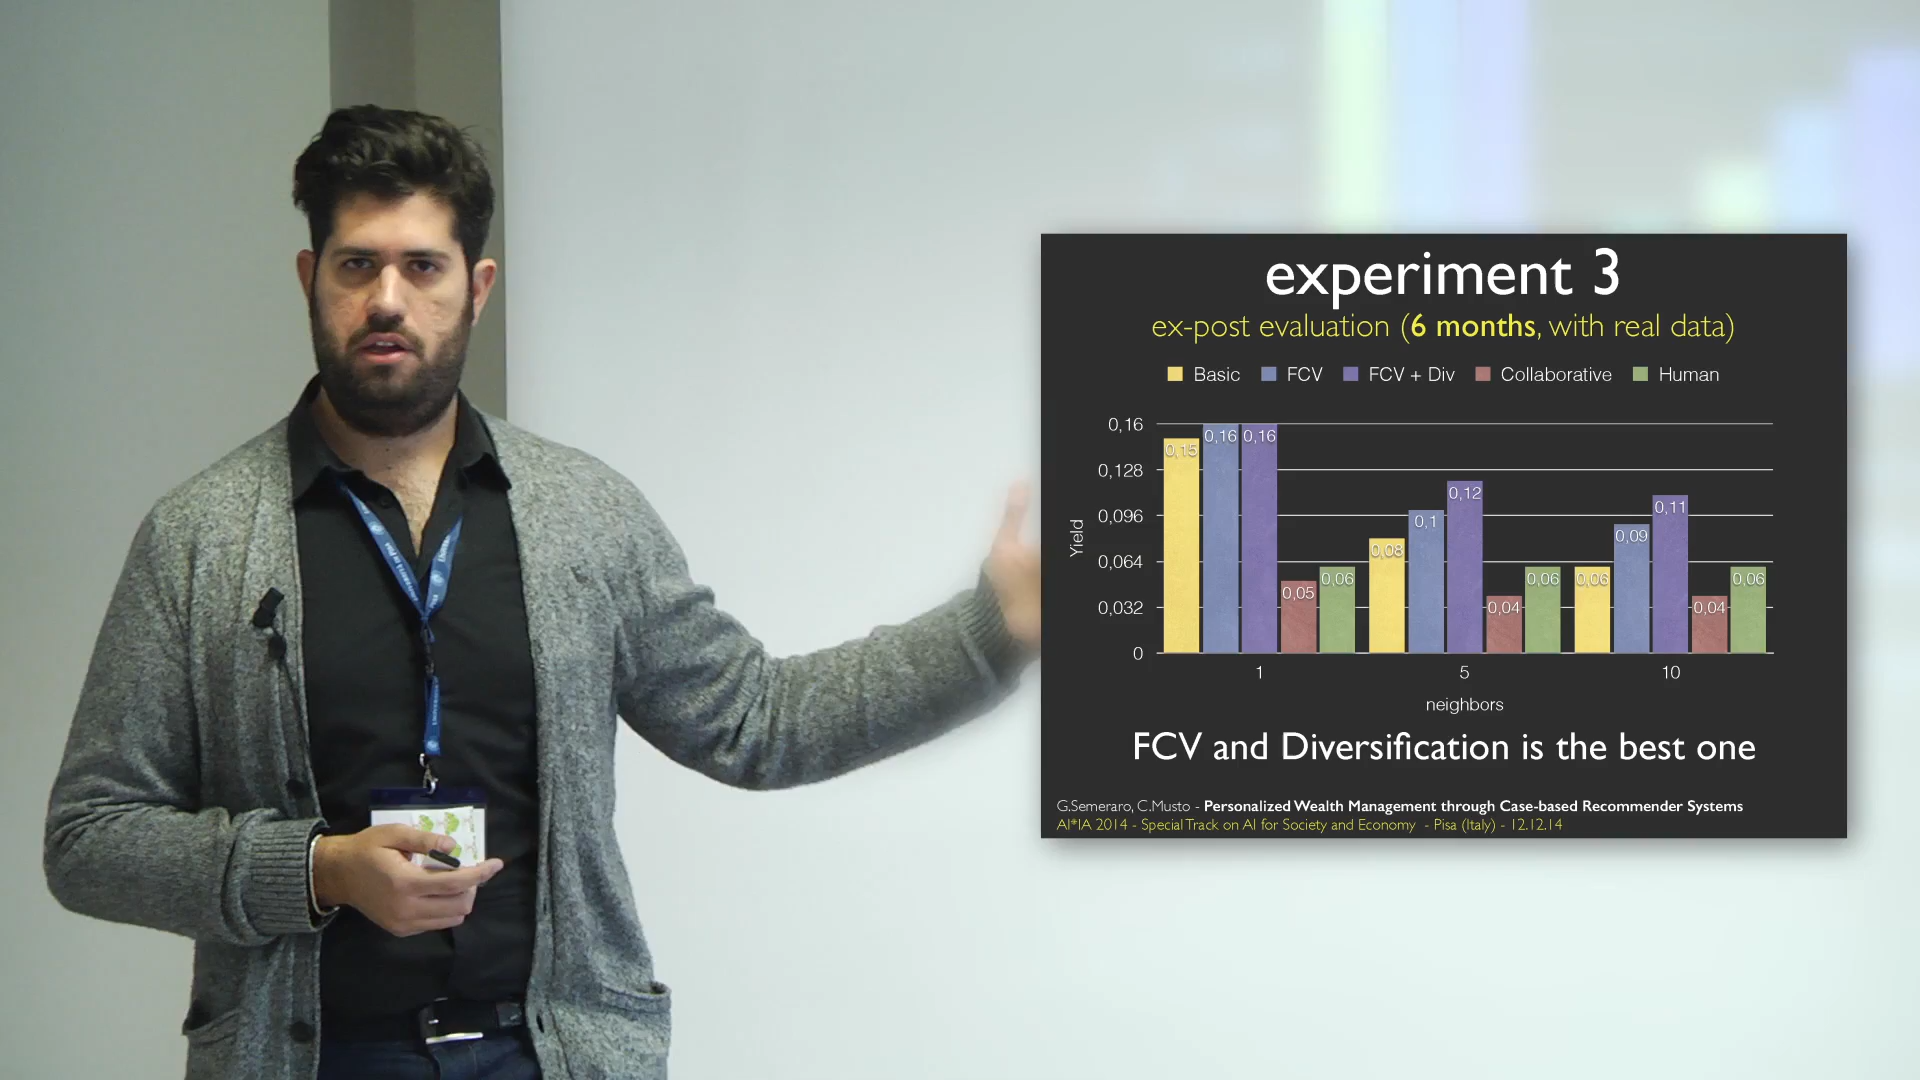 experiment 3
ex-post evaluation (6 months, with real data)
Basic FCV FCV + Div Collaborative Human
0,16
0,128
0,096
0,064
0,032
0
Yield
0,15 0,16 0,16 0,05 0,06
0,08 0,1 0,12 0,04 0,06
0,06 0,09 0,11 0,04 0,06
1 5 10
neighbors
FCV and Diversification is the best one
G.Semeraro, C.Musto - Personalized Wealth Management through Case-based Recommender Systems
AI*IA 2014 - Special Track on AI for Society and Economy - Pisa (Italy) - 12.12.14